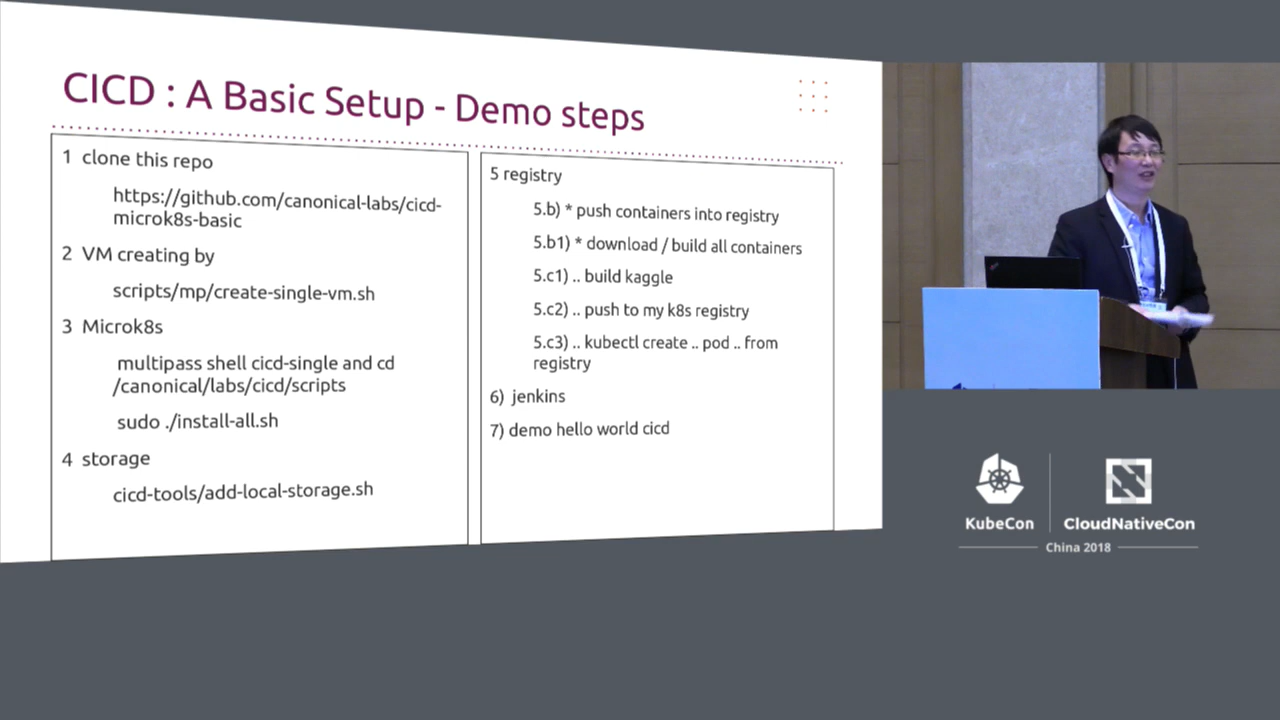 CICD : A Basic Setup - Demo steps
1 clone this repo
https://github.com/canonical-labs/cicd-
microk8s-basic
2 VM creating by
scripts/mp/create-single-vm.sh
3 Microk8s
multipass shell cicd-single and cd
/canonical/labs/cicd/scripts
sudo ./install-all.sh
4 storage
cicd-tools/add-local-storage.sh
5 registry
5.b) * push containers into registry
5.b1) * download / build all containers
5.c1) .. build kaggle
5.c2) .. push to my k8s registry
5.c3) .. kubectl create .. pod .. from
registry
6) jenkins
7) demo hello world cicd
KubeCon
CloudNativeCon
China 2018